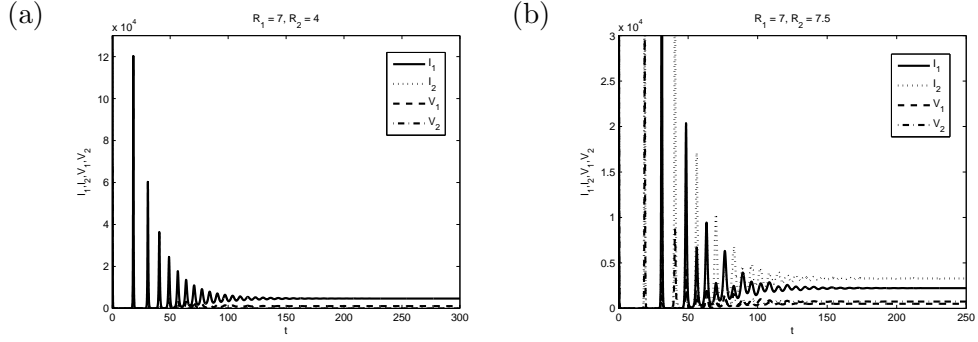 (a)
R_1 = 7, R_2 = 4
x 10^4
I_1
I_2
V_1
V_2
12
10
8
6
4
2
0
I_1,I_2,V_1,V_2
0 50 100 150 200 250 300
t
(b)
R_1 = 7, R_2 = 7.5
x 10^4
I_1
I_2
V_1
V_2
3
2.5
2
1.5
1
0.5
0
I_1,I_2,V_1,V_2
0 50 100 150 200 250
t